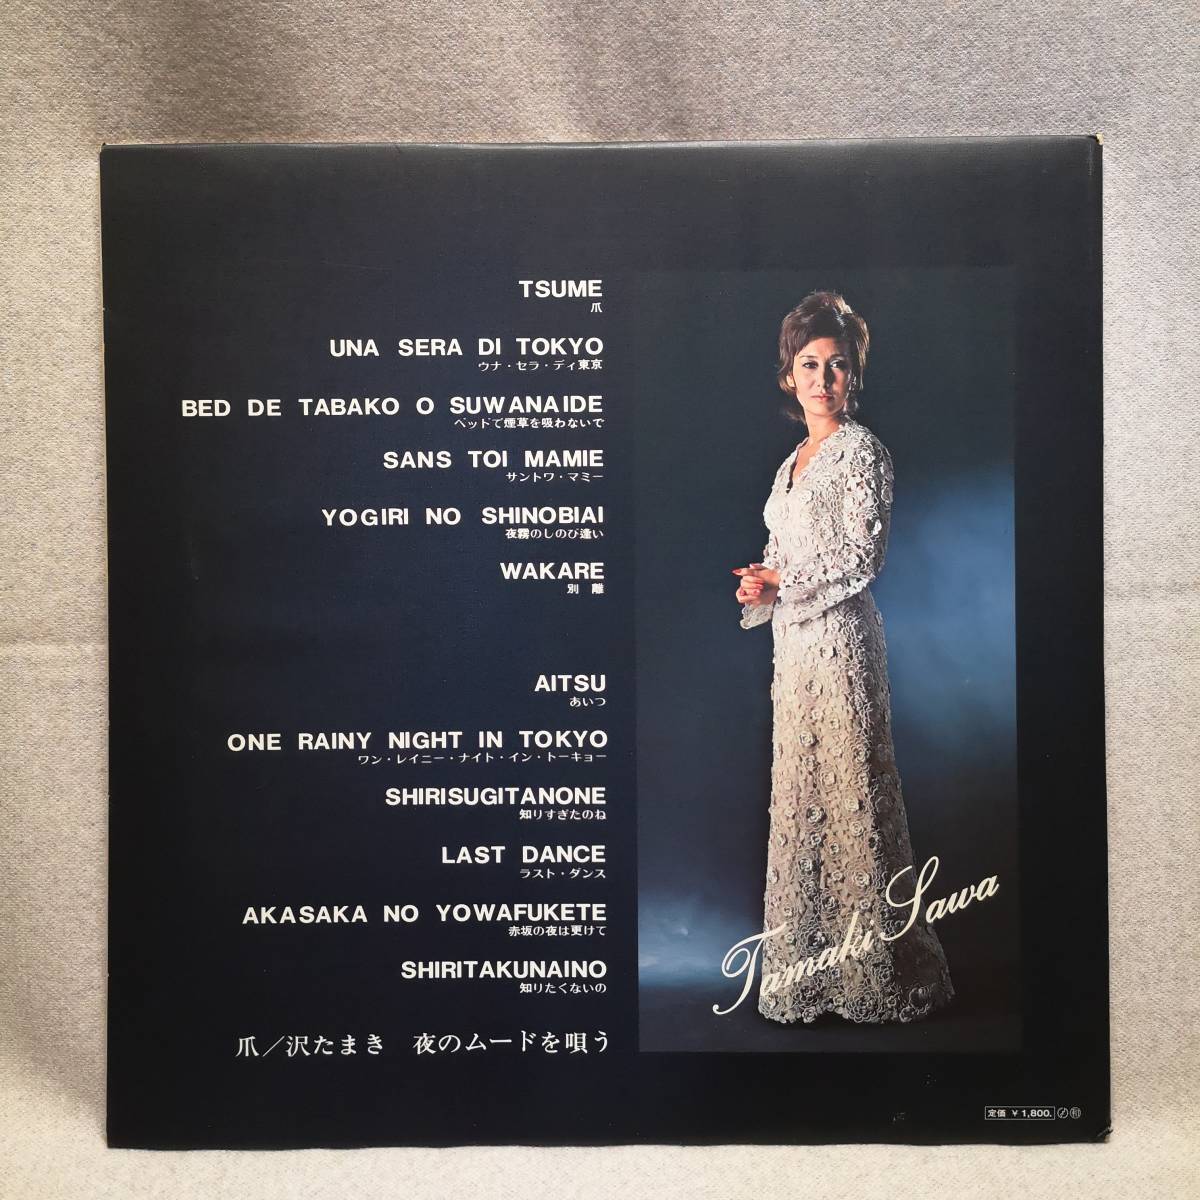 TSUME
爪
UNA SERA DI TOKYO
ウナ・セラ・ディ東京
BED DE TABAKO O SUWANAIDE
ベッドで煙草を吸わないで
SANS TOI MAMIE
サントワ・マミー
YOGIRI NO SHINOBIAI
夜霧のしのび逢い
WAKARE
別離
AITSU
あいつ
ONE RAINY NIGHT IN TOKYO
ワン・レイニー・ナイト・イン・トーキョー
SHIRISUGITANONE
知りすぎたのね
LAST DANCE
ラスト・ダンス
AKASAKA NO YOWAFUKETE
赤坂の夜は更けて
SHIRITAKUNAINO
知りたくないの
爪/沢たまき 夜のムードを唄う
Tamaki Sawa
定価 ¥1,800.